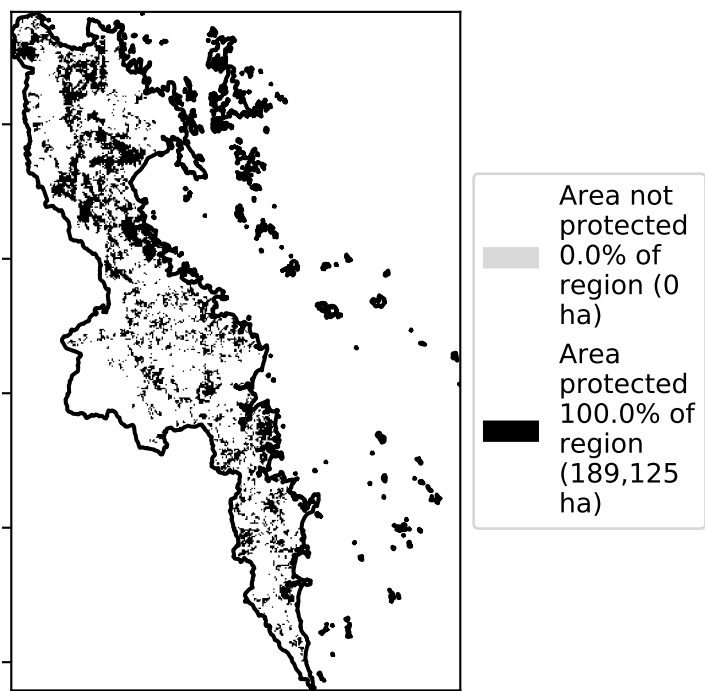 Area not
protected
0.0% of
region (0
ha)
Area
protected
100.0% of
region
(189,125
ha)